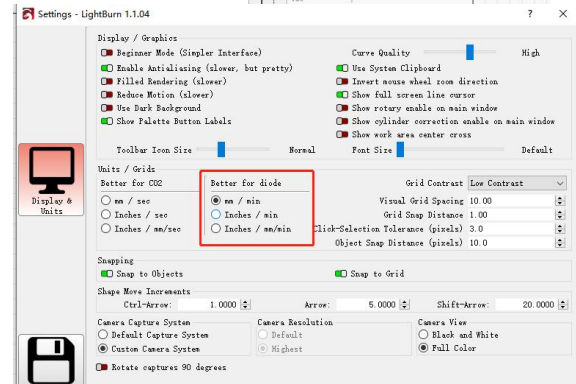 Settings - LightBurn 1.1.04 ? ×
Display / Graphics
Beginner Mode (Simpler Interface) Curve Quality High
Enable Antialiasing (slower, but pretty) Use System Clipboard
Filled Rendering (slower) Invert mouse wheel zoom direction
Reduce Motion (slower) Show full screen line cursor
Use Dark Background Show rotary enable on main window
Show Palette Button Labels Show cylinder correction enable on main window
Show work area center cross
Toolbar Icon Size Normal Font Size Default
Units / Grids
Better for CO2 Better for diode Grid Contrast Low Contrast
mm / sec mm / min Visual Grid Spacing 10.00
Inches / sec Inches / min Grid Snap Distance 1.00
Inches / mm/sec Inches / mm/min Click-Selection Tolerance (pixels) 3.0
Object Snap Distance (pixels) 10.0
Display &
Units
Snapping
Snap to Objects Snap to Grid
Shape Move Increments
Ctrl-Arrow: 1.0000 Arrow: 5.0000 Shift-Arrow: 20.0000
Camera Capture System Camera Resolution Camera View
Default Capture System Default Black and White
Custom Camera System Highest Full Color
Rotate captures 90 degrees